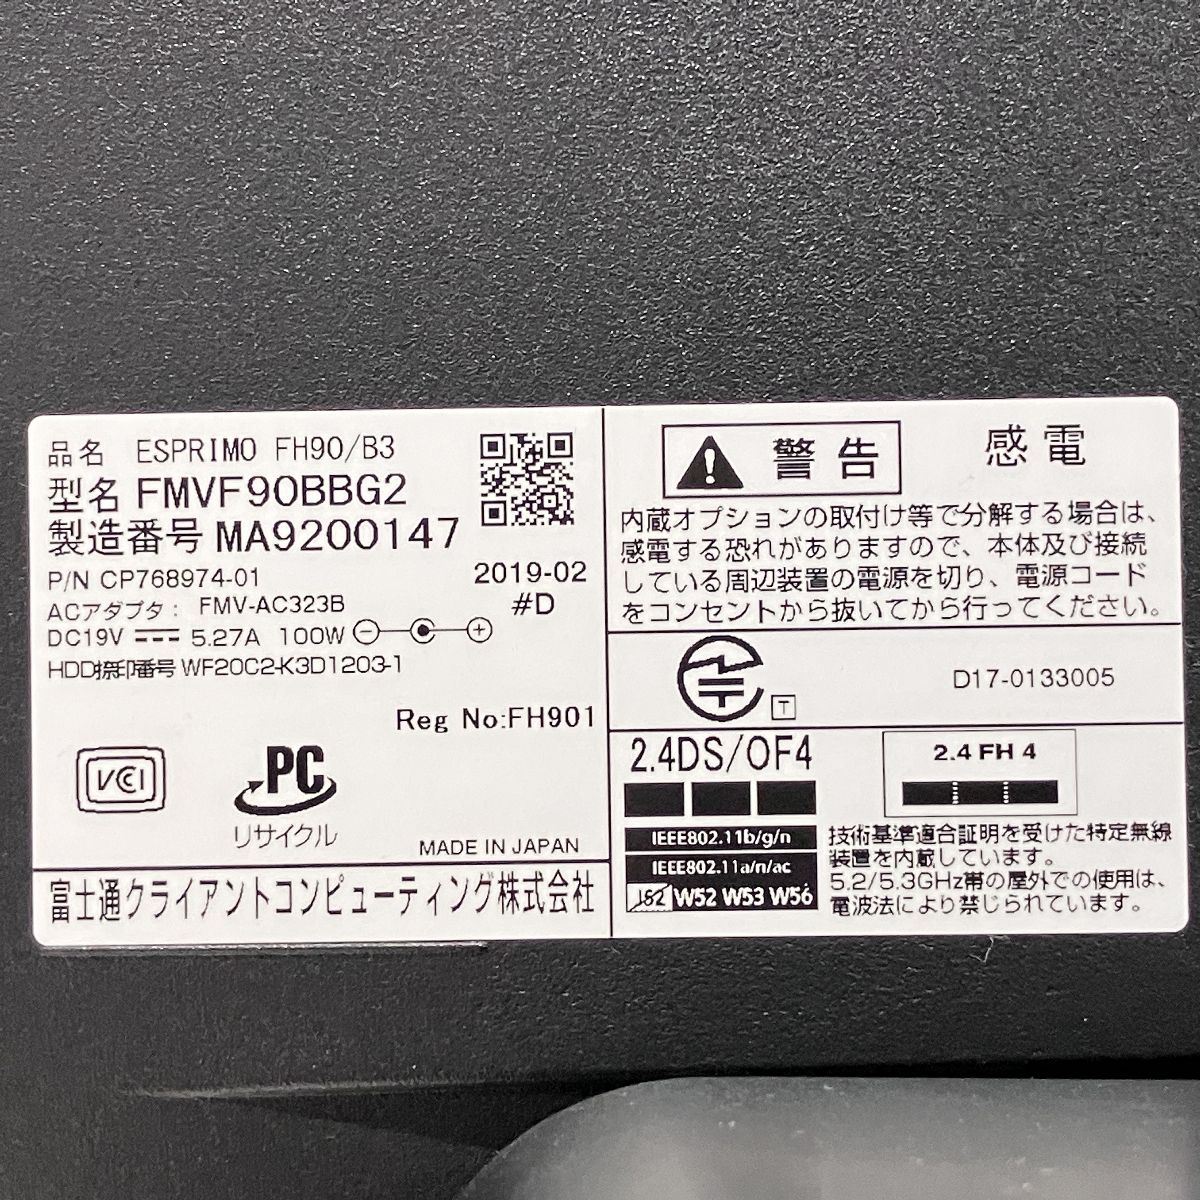 品名 ESPRIMO FH90/B3
型名 FMVF90BBG2
製造番号 MA9200147
P/N CP768974-01
2019-02
ACアダプタ: FMV-AC323B
#D
DC19V 5.27A 100W
HDD捺印番号 WF20C2-K3D1203-1
Reg No:FH901
VCCI
PC
リサイクル
MADE IN JAPAN
富士通クライアントコンピューティング株式会社
警告
感電
内蔵オプションの取付け等で分解する場合は、
感電する恐れがありますので、本体及び接続
している周辺装置の電源を切り、電源コード
をコンセントから抜いてから行ってください。
T D17-0133005
2.4DS/OF4
IEEE802.11b/g/n
IEEE802.11a/n/ac
J52 W52 W53 W56
2.4 FH 4
技術基準適合証明を受けた特定無線
装置を内蔵しています。
5.2/5.3GHz帯の屋外での使用は、
電波法により禁じられています。